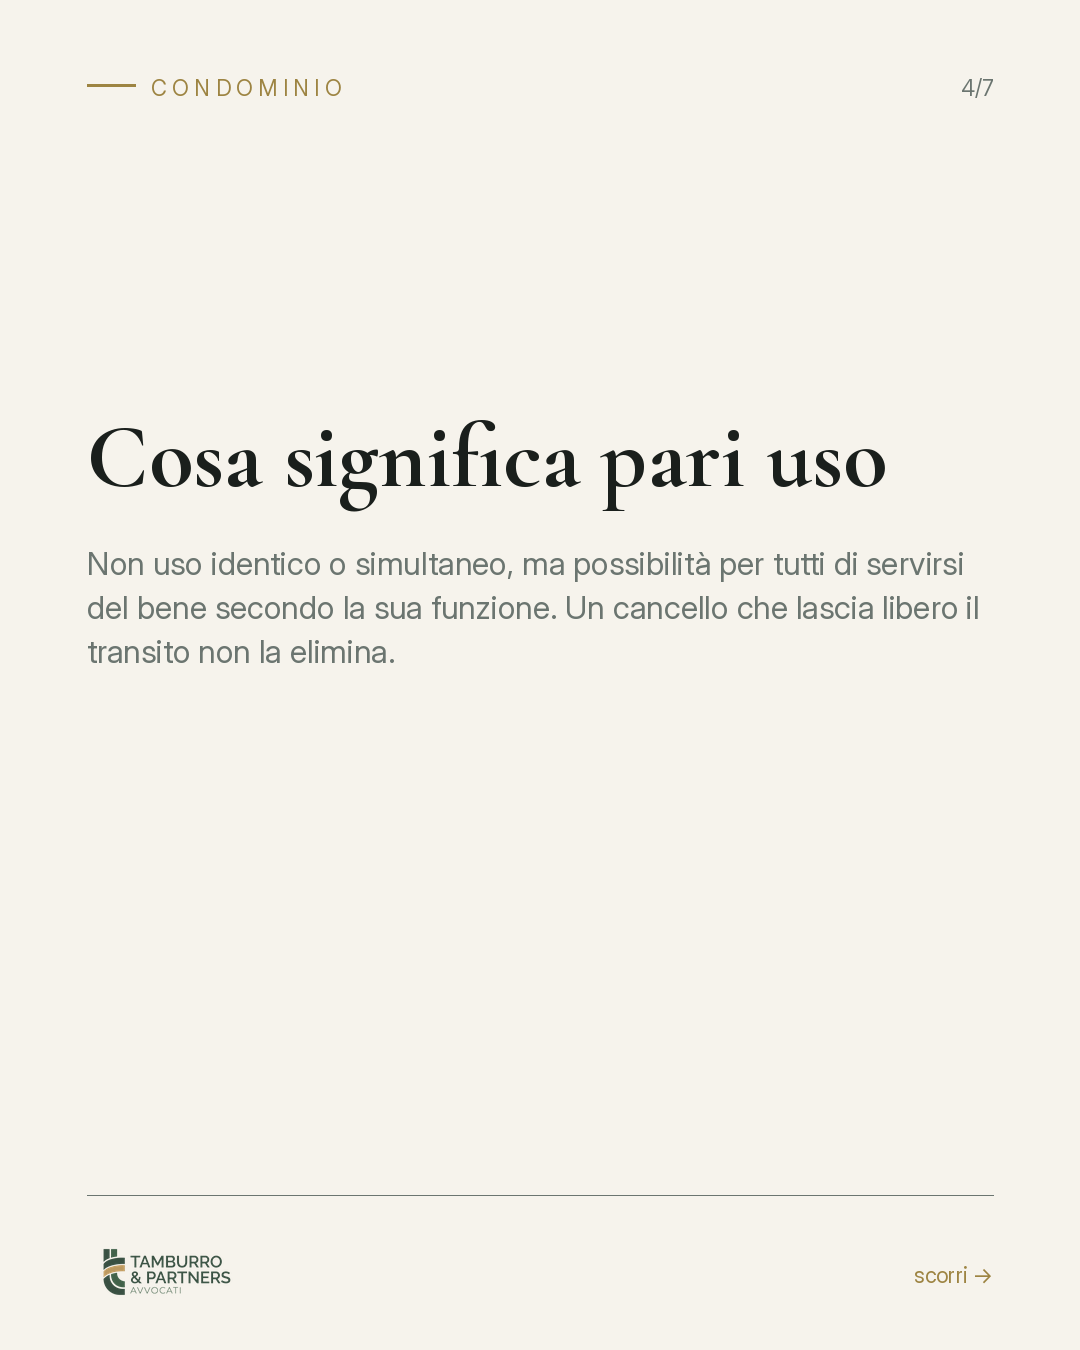 CONDOMINIO
4/7
Cosa significa pari uso
Non uso identico o simultaneo, ma possibilità per tutti di servirsi
del bene secondo la sua funzione. Un cancello che lascia libero il
transito non la elimina.
TAMBURRO
& PARTNERS
AVVOCATI
scorri →